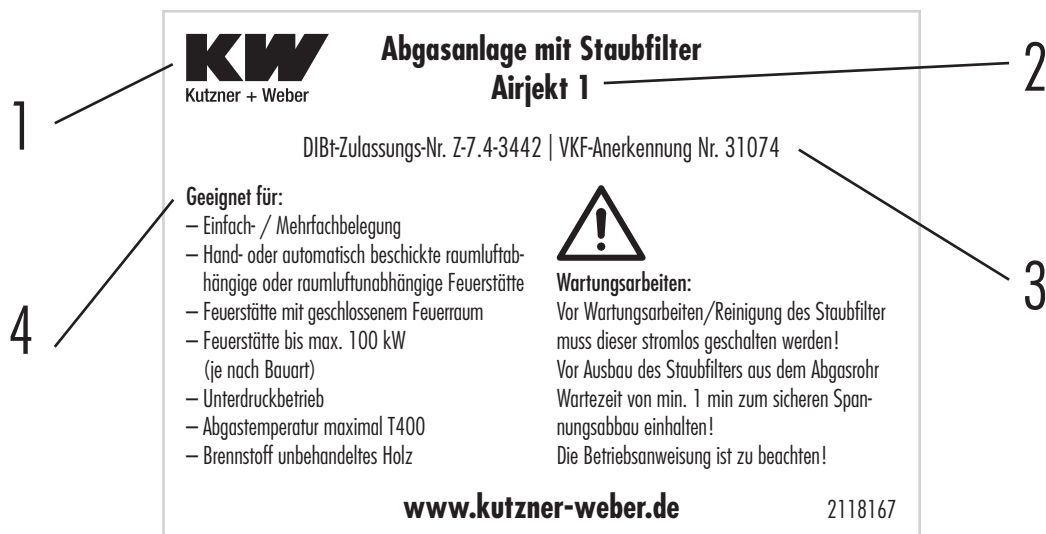 KW
Kutzner + Weber
Abgasanlage mit Staubfilter
Airjekt 1
1
2
DIBt-Zulassungs-Nr. Z-7.4-3442 | VKF-Anerkennung Nr. 31074
3
4
Geeignet für:
– Einfach- / Mehrfachbelegung
– Hand- oder automatisch beschickte raumluftab-
hängige oder raumluftunabhängige Feuerstätte
– Feuerstätte mit geschlossenem Feuerraum
– Feuerstätte bis max. 100 kW
(je nach Bauart)
– Unterdruckbetrieb
– Abgastemperatur maximal T400
– Brennstoff unbehandeltes Holz
Wartungsarbeiten:
Vor Wartungsarbeiten/Reinigung des Staubfilter
muss dieser stromlos geschalten werden!
Vor Ausbau des Staubfilters aus dem Abgasrohr
Wartezeit von min. 1 min zum sicheren Span-
nungsabbau einhalten!
Die Betriebsanweisung ist zu beachten!
www.kutzner-weber.de
2118167